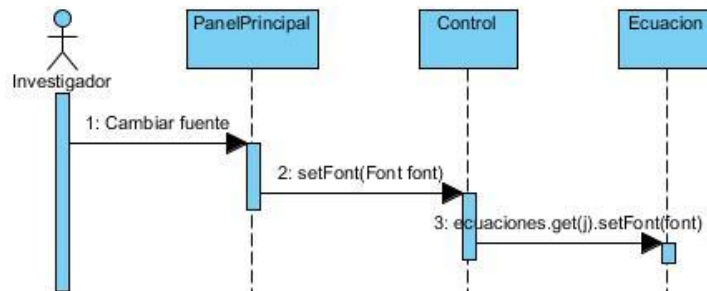 PanelPrincipal
Control
Ecuacion
Investigador
1: Cambiar fuente
2: setFont(Font font)
3: ecuaciones.get(j).setFont(font)